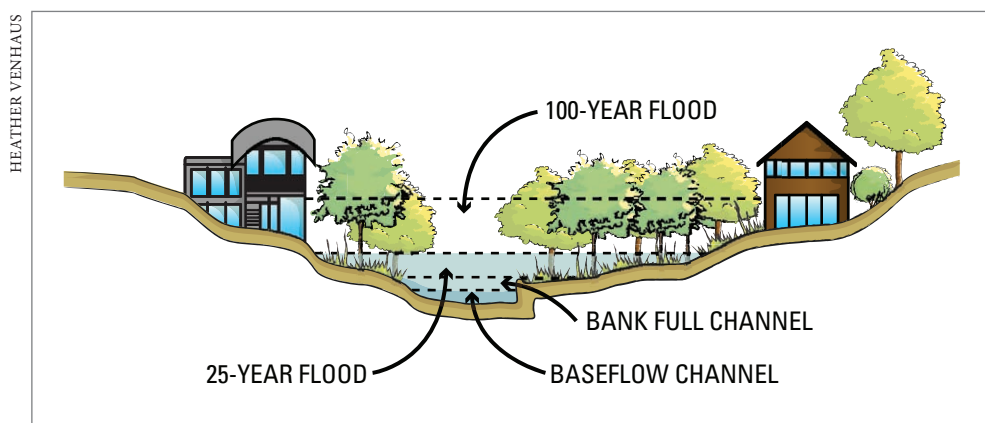 HEATHER VENHAUS
100-YEAR FLOOD
BANK FULL CHANNEL
25-YEAR FLOOD
BASEFLOW CHANNEL